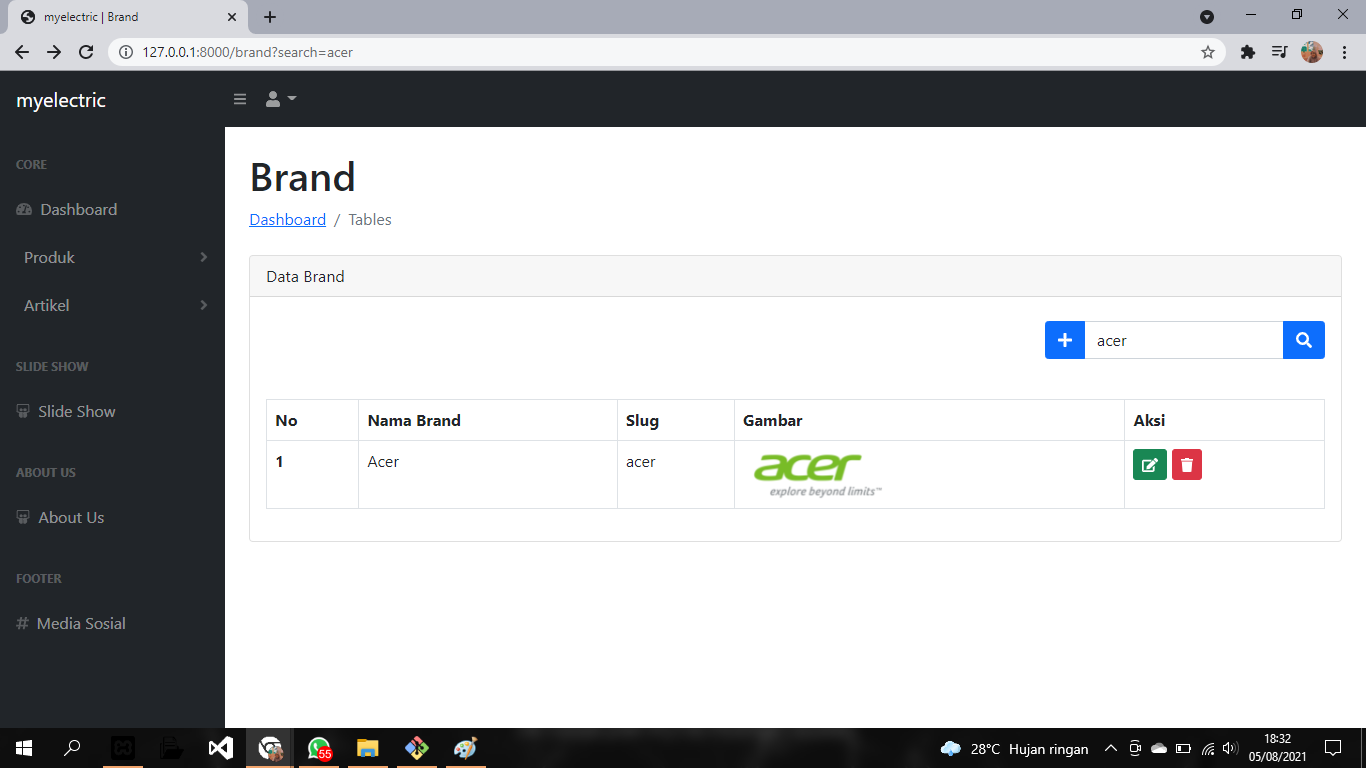 myelectric | Brand
127.0.0.1:8000/brand?search=acer
myelectric
CORE
Dashboard
Produk
Artikel
SLIDE SHOW
Slide Show
ABOUT US
About Us
FOOTER
Media Sosial
Brand
Dashboard / Tables
Data Brand
acer
No Nama Brand Slug Gambar Aksi
1 Acer acer acer
explore beyond limits™
55
28°C Hujan ringan
18:32
05/08/2021